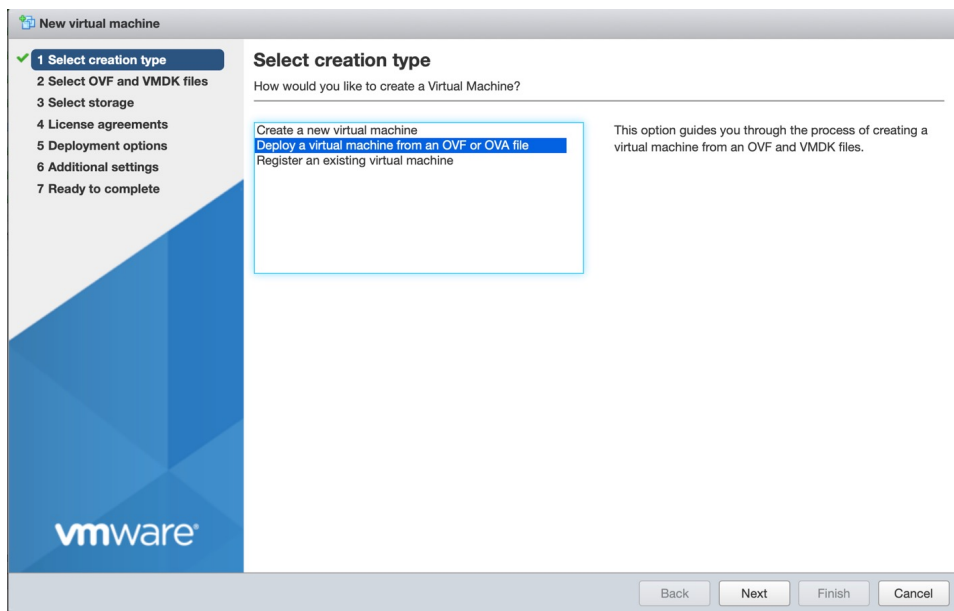 New virtual machine
1 Select creation type
2 Select OVF and VMDK files
3 Select storage
4 License agreements
5 Deployment options
6 Additional settings
7 Ready to complete
Select creation type
How would you like to create a Virtual Machine?
Create a new virtual machine
Deploy a virtual machine from an OVF or OVA file
Register an existing virtual machine
This option guides you through the process of creating a
virtual machine from an OVF and VMDK files.
vmware®
Back Next Finish Cancel